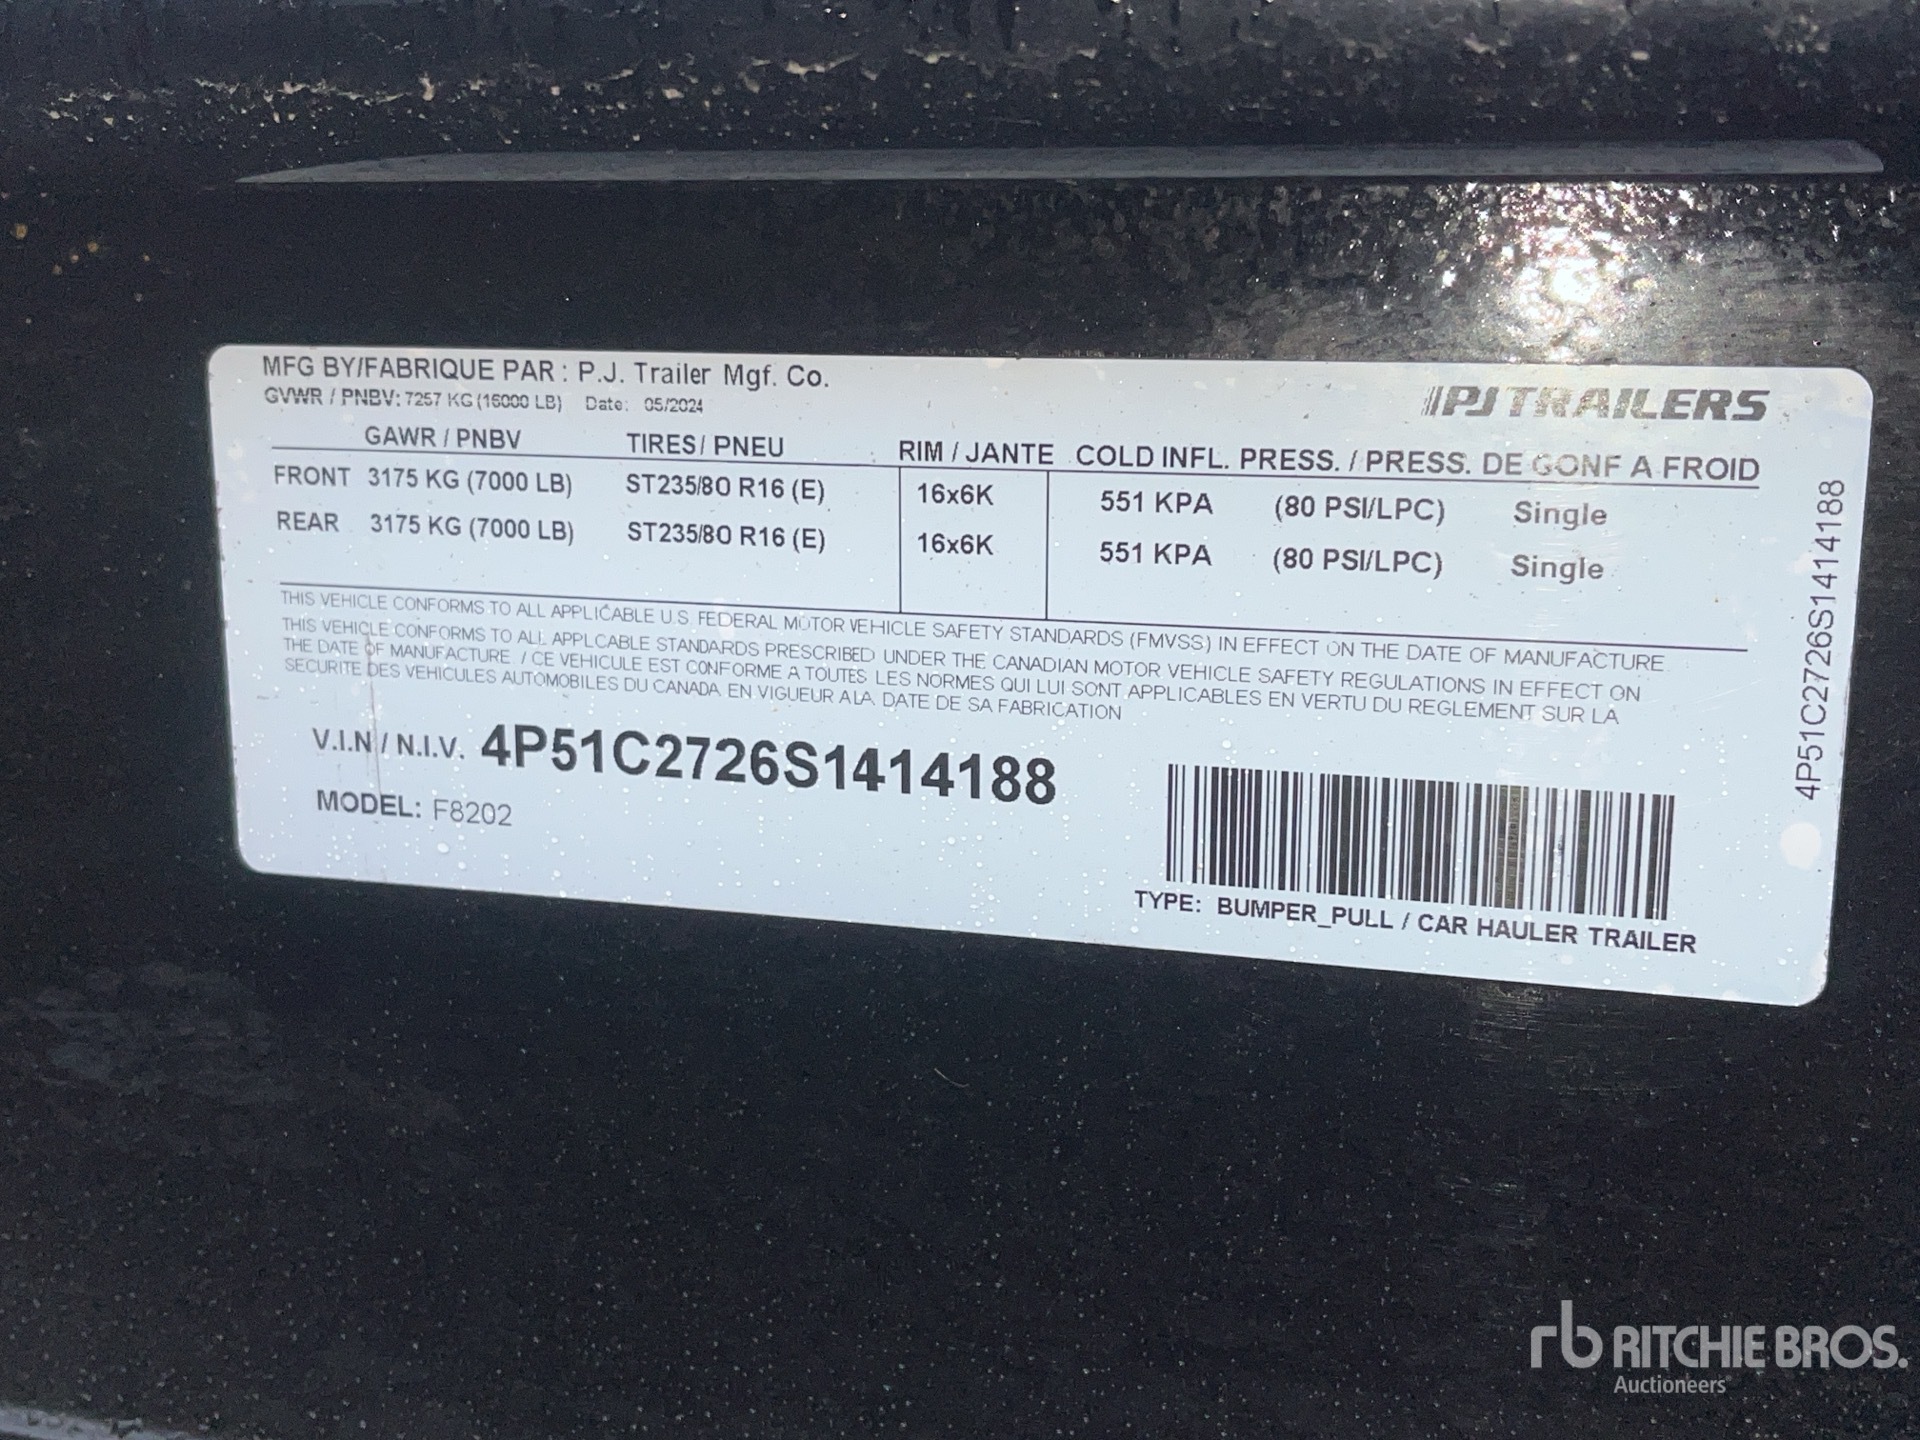 MFG BY/FABRIQUE PAR : P.J. Trailer Mgf. Co.
GVWR / PNBV: 7257 KG (16000 LB) Date: 05/2024
PJ TRAILERS
GAWR / PNBV TIRES/ PNEU RIM / JANTE COLD INFL. PRESS. / PRESS. DE GONF A FROID
FRONT 3175 KG (7000 LB) ST235/80 R16 (E) 16x6K 551 KPA (80 PSI/LPC) Single
REAR 3175 KG (7000 LB) ST235/80 R16 (E) 16x6K 551 KPA (80 PSI/LPC) Single
THIS VEHICLE CONFORMS TO ALL APPLICABLE U.S. FEDERAL MOTOR VEHICLE SAFETY STANDARDS (FMVSS) IN EFFECT ON THE DATE OF MANUFACTURE
THIS VEHICLE CONFORMS TO ALL APPLCABLE STANDARDS PRESCRIBED UNDER THE CANADIAN MOTOR VEHICLE SAFETY REGULATIONS IN EFFECT ON
THE DATE OF MANUFACTURE. / CE VEHICULE EST CONFORME A TOUTES LES NORMES QUI LUI SONT APPLICABLES EN VERTU DU REGLEMENT SUR LA
SECURITE DES VEHICULES AUTOMOBILES DU CANADA EN VIGUEUR A LA DATE DE SA FABRICATION
V.I.N / N.I.V. 4P51C2726S1414188
MODEL: F8202
TYPE: BUMPER_PULL / CAR HAULER TRAILER
4P51C2726S1414188
rb RITCHIE BROS.
Auctioneers